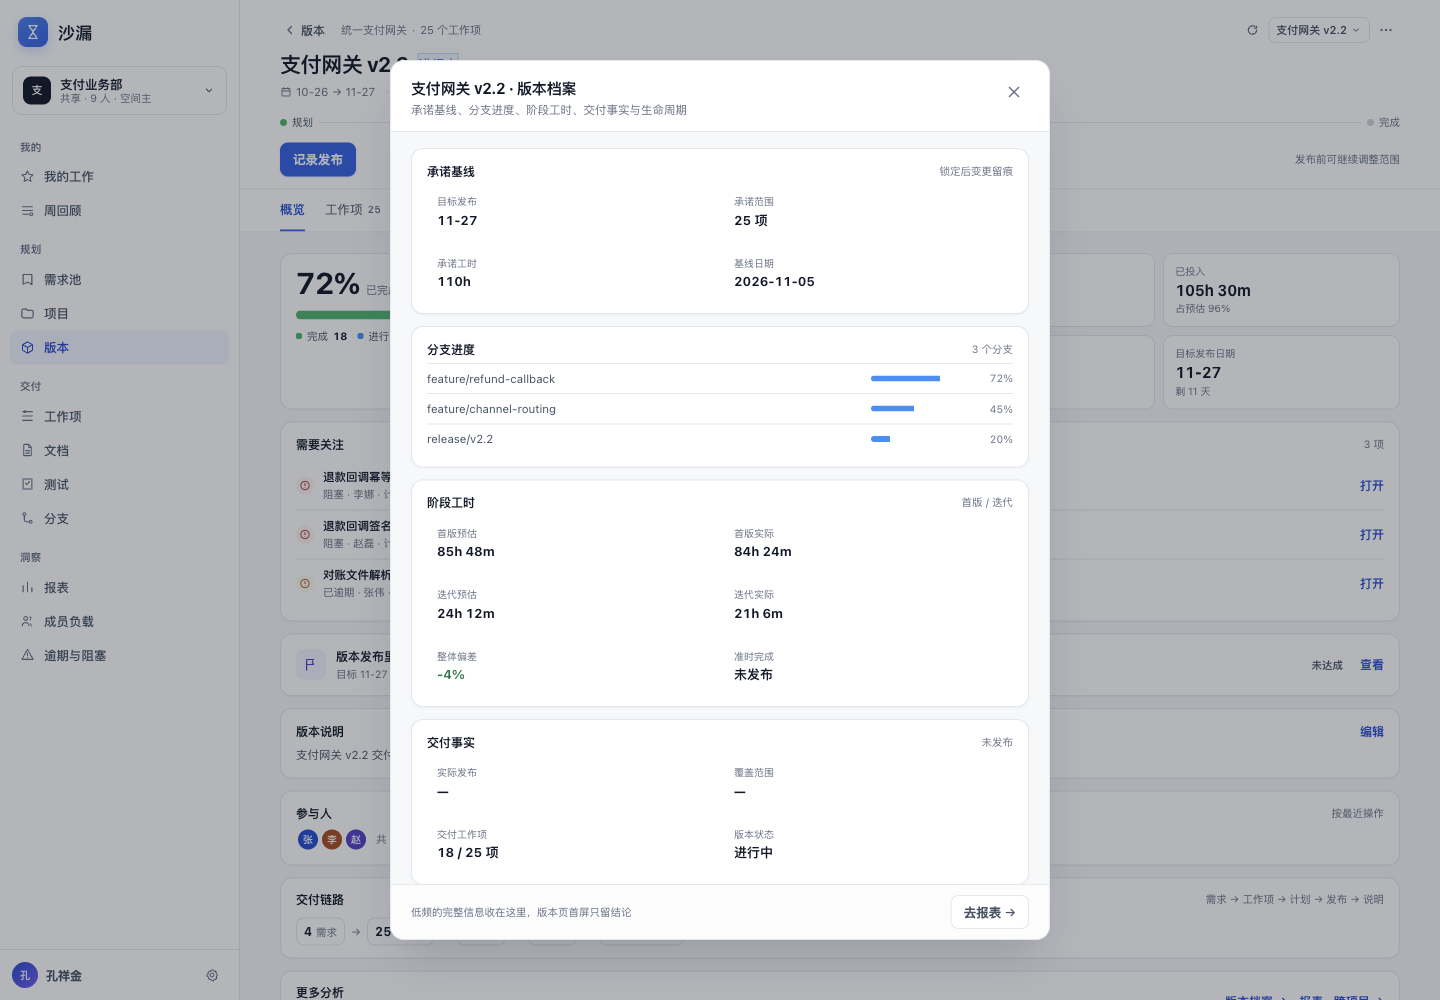 沙漏
支
支付业务部
共享 · 9 人 · 空间主
我的
我的工作
周回顾
规划
需求池
项目
版本
交付
工作项
文档
测试
分支
洞察
报表
成员负载
逾期与阻塞
孔
孔祥金
版本
统一支付网关 · 25 个工作项
支付网关 v2.2
支付网关 v2
10-26 → 11-27
规划
完成
记录发布
发布前可继续调整范围
概览
工作项 25
72%
完成 18
进行
已投入
105h 30m
占预估 96%
目标发布日期
11-27
剩 11 天
需要关注
3 项
退款回调幂等
阻塞 · 李娜 ·
打开
退款回调签名
阻塞 · 赵磊 ·
打开
对账文件解析
已逾期 · 张伟 ·
打开
版本发布
目标 11-27
未达成
查看
版本说明
编辑
支付网关 v2.2 交付
参与人
按最近操作
张
李
赵
共
交付链路
需求 → 工作项 → 计划 → 发布 → 说明
4 需求
→
25
更多分析
支付网关 v2.2 · 版本档案
承诺基线、分支进度、阶段工时、交付事实与生命周期
承诺基线
锁定后变更留痕
目标发布
11-27
承诺范围
25 项
承诺工时
110h
基线日期
2026-11-05
分支进度
3 个分支
feature/refund-callback
72%
feature/channel-routing
45%
release/v2.2
20%
阶段工时
首版 / 迭代
首版预估
85h 48m
首版实际
84h 24m
迭代预估
24h 12m
迭代实际
21h 6m
整体偏差
-4%
准时完成
未发布
交付事实
未发布
实际发布
—
覆盖范围
—
交付工作项
18 / 25 项
版本状态
进行中
低频的完整信息收在这里，版本页首屏只留结论
去报表 →